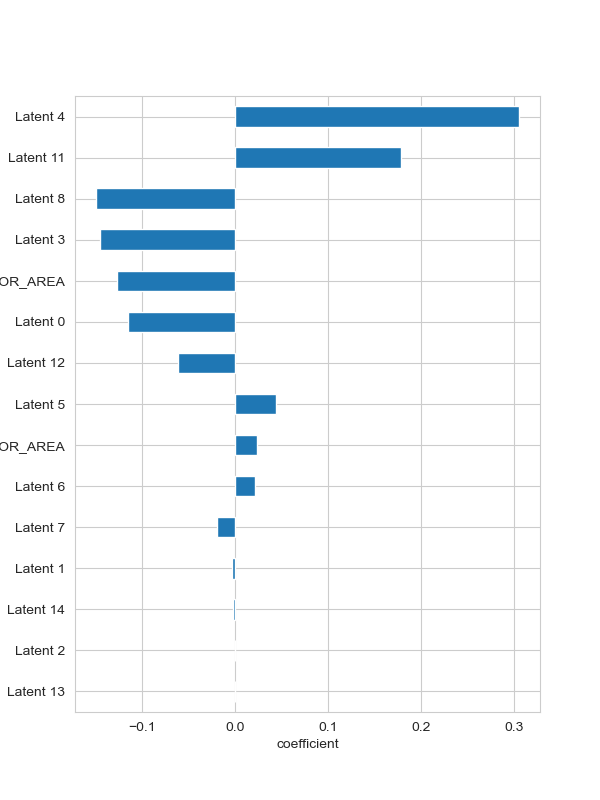 Latent 4
Latent 11
Latent 8
Latent 3
OR_AREA
Latent 0
Latent 12
Latent 5
OR_AREA
Latent 6
Latent 7
Latent 1
Latent 14
Latent 2
Latent 13
−0.1 0.0 0.1 0.2 0.3
coefficient